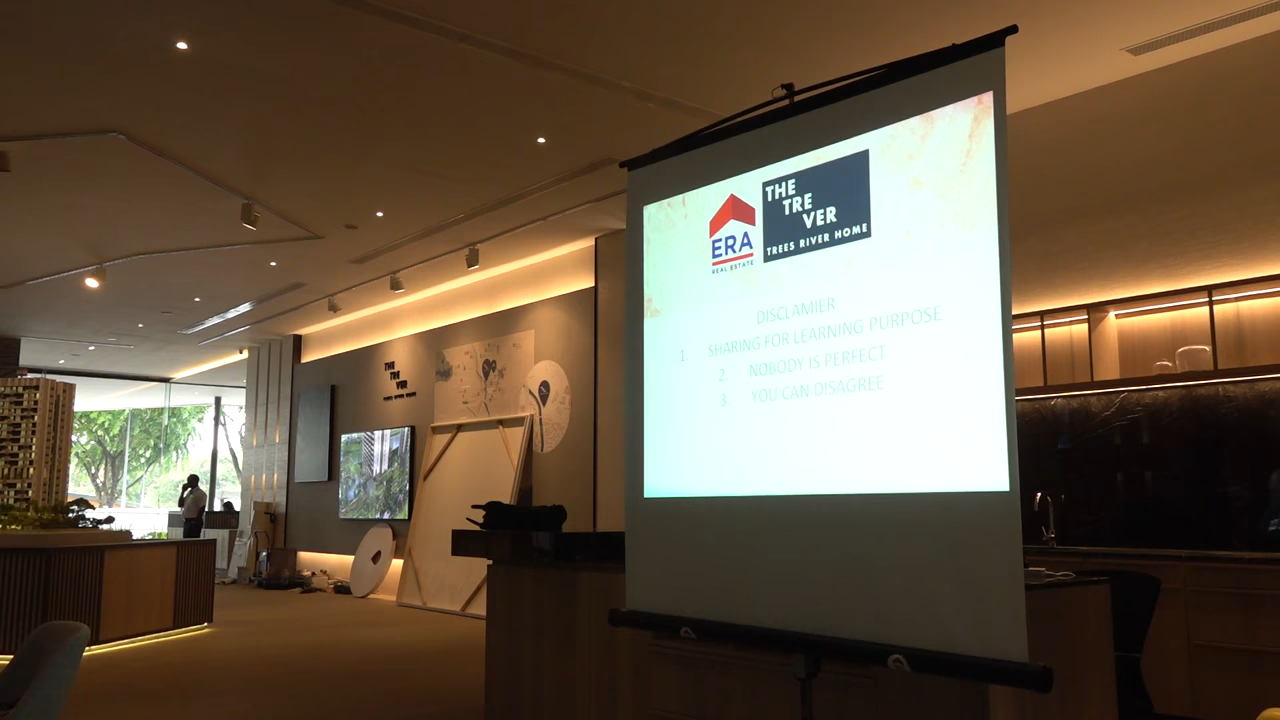 THE
TRE
VER
TREES RIVER HOME
ERA
REAL ESTATE
DISCLAMIER
1. SHARING FOR LEARNING PURPOSE
2. NOBODY IS PERFECT
3. YOU CAN DISAGREE
THE
TRE
VER